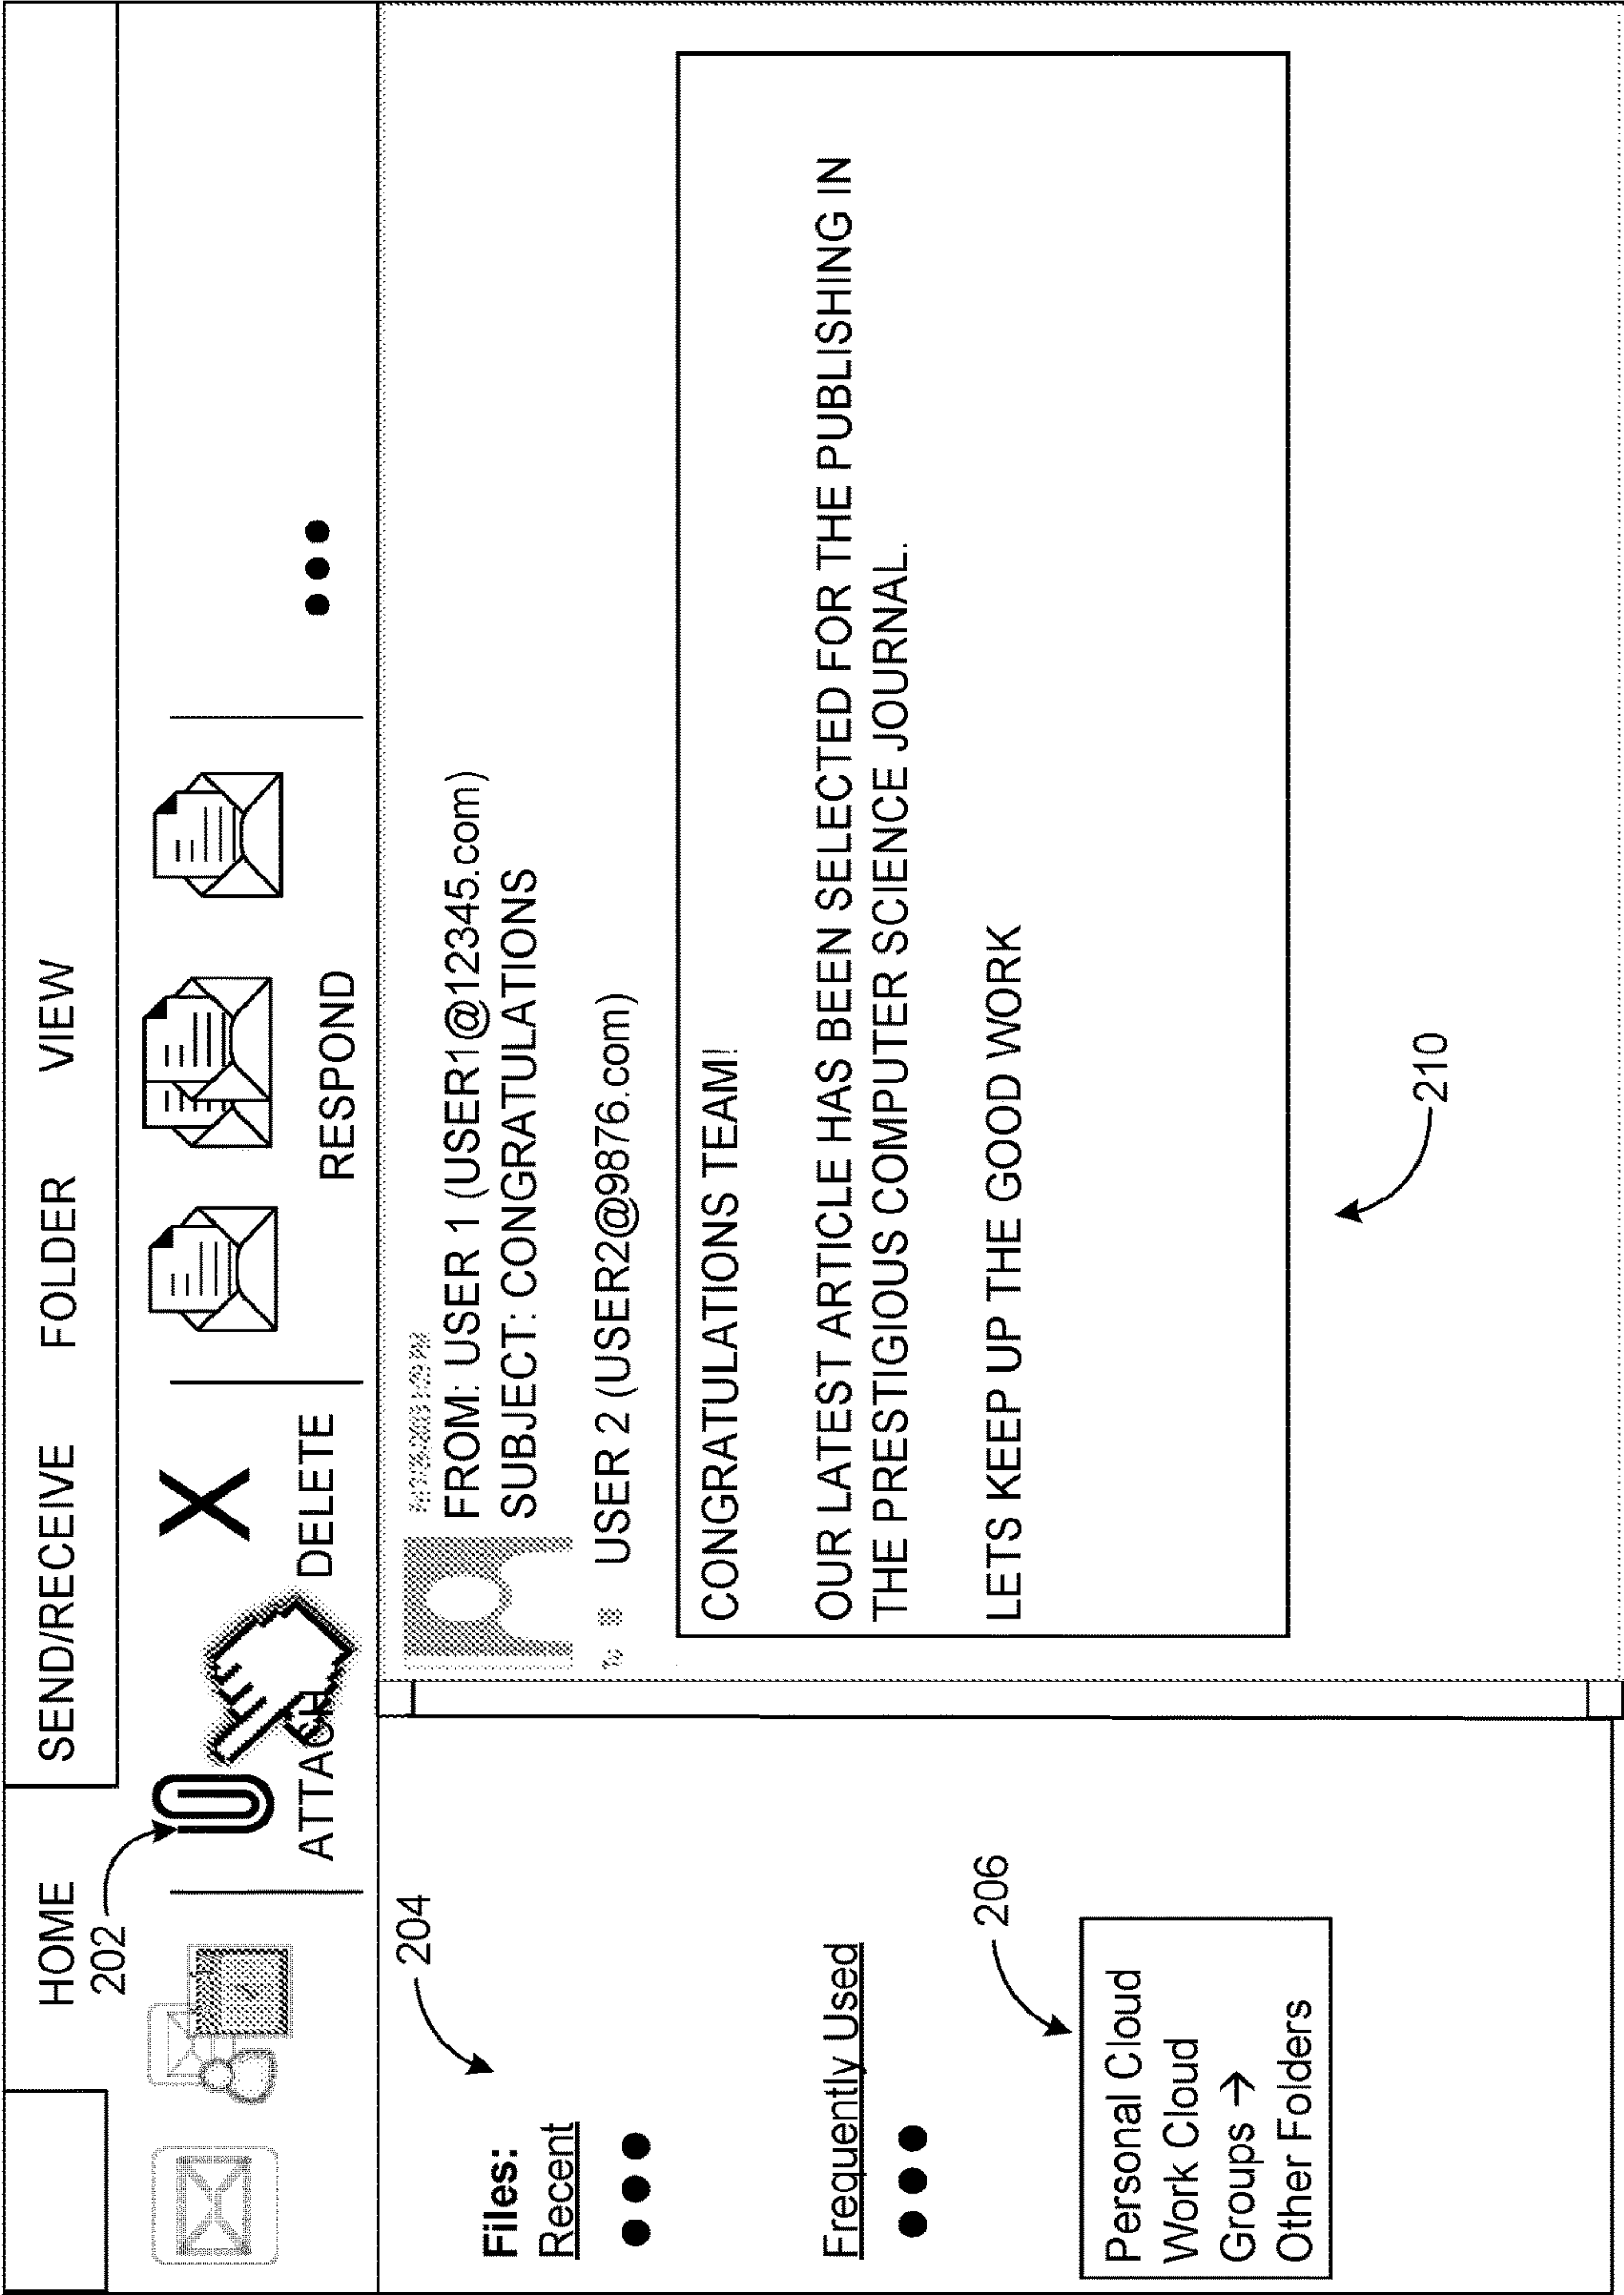 HOME SEND/RECEIVE FOLDER VIEW
202
ATTACH DELETE RESPOND
204
Files:
Recent
Frequently Used
206
Personal Cloud
Work Cloud
Groups →
Other Folders
FROM: USER 1 (USER1@12345.com)
SUBJECT: CONGRATULATIONS
USER 2 (USER2@9876.com)
CONGRATULATIONS TEAM!
OUR LATEST ARTICLE HAS BEEN SELECTED FOR THE PUBLISHING IN
THE PRESTIGIOUS COMPUTER SCIENCE JOURNAL.
LETS KEEP UP THE GOOD WORK
210